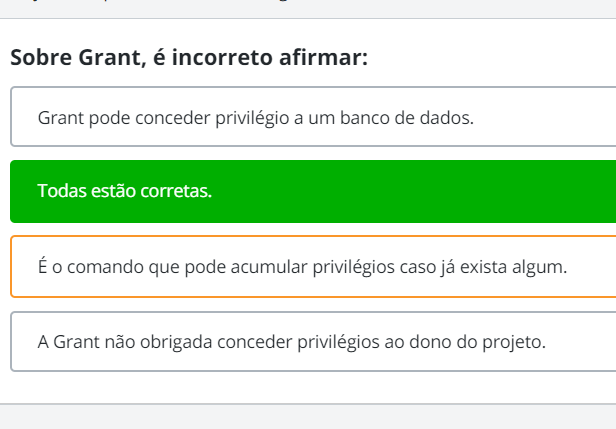 Sobre Grant, é incorreto afirmar:
Grant pode conceder privilégio a um banco de dados.
Todas estão corretas.
É o comando que pode acumular privilégios caso já exista algum.
A Grant não obrigada conceder privilégios ao dono do projeto.